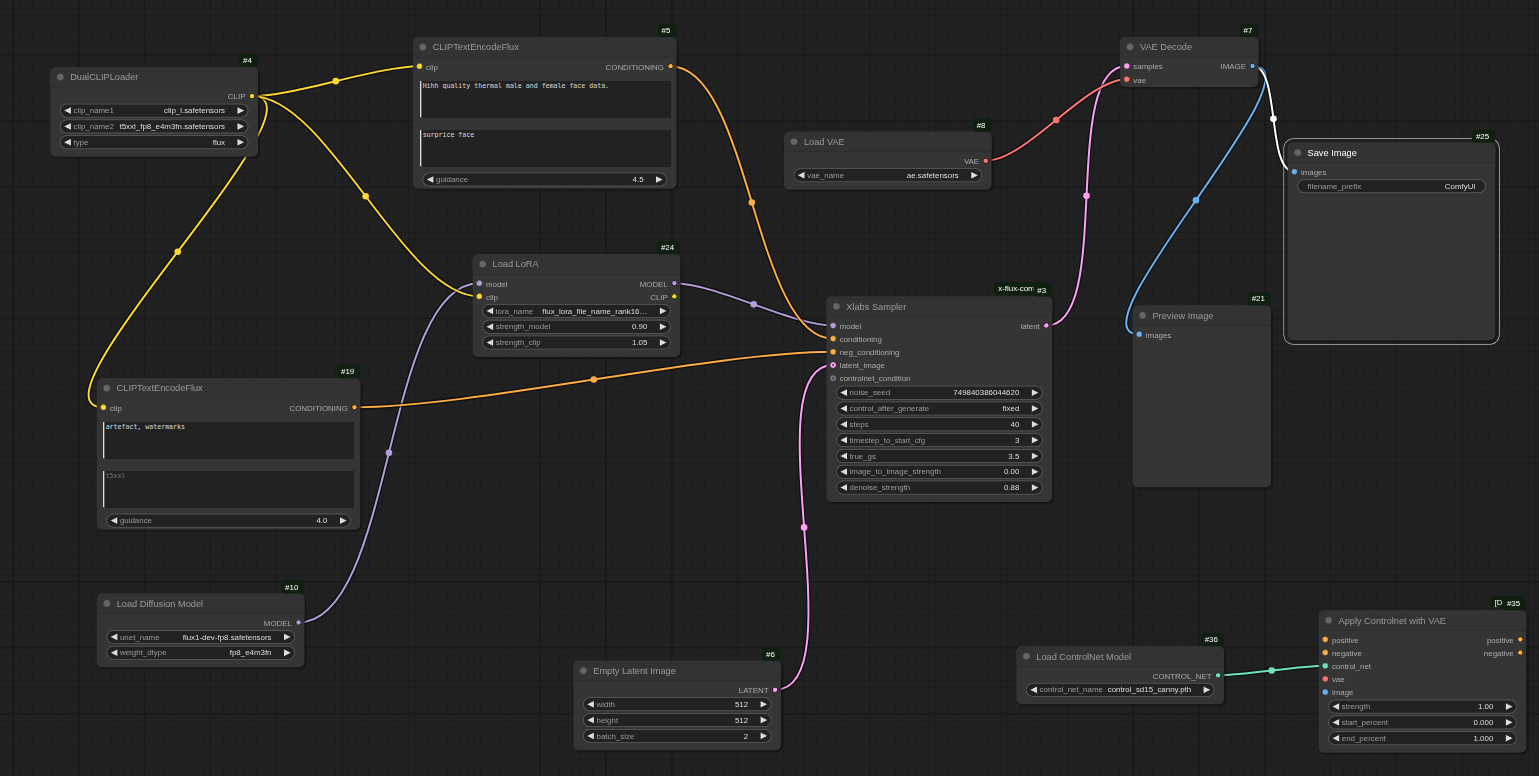 #4
DualCLIPLoader
CLIP
clip_name1 clip_l.safetensors
clip_name2 t5xxl_fp8_e4m3fn.safetensors
type flux
#5
CLIPTextEncodeFlux
clip CONDITIONING
Hihh quality thermal male and female face data.
surprice face
guidance 4.5
#7
VAE Decode
samples IMAGE
vae
#8
Load VAE
VAE
vae_name ae.safetensors
#25
Save Image
images
filename_prefix ComfyUI
#24
Load LoRA
model MODEL
clip CLIP
lora_name flux_lora_file_name_rank16...
strength_model 0.90
strength_clip 1.05
x-flux-com #3
Xlabs Sampler
model latent
conditioning
neg_conditioning
latent_image
controlnet_condition
noise_seed 749840386044620
control_after_generate fixed
steps 40
timestep_to_start_cfg 3
true_gs 3.5
image_to_image_strength 0.00
denoise_strength 0.88
#21
Preview Image
images
#19
CLIPTextEncodeFlux
clip CONDITIONING
artefact, watermarks
t5xxl
guidance 4.0
#10
Load Diffusion Model
MODEL
unet_name flux1-dev-fp8.safetensors
weight_dtype fp8_e4m3fn
#6
Empty Latent Image
LATENT
width 512
height 512
batch_size 2
#36
Load ControlNet Model
CONTROL_NET
control_net_name control_sd15_canny.pth
[D #35
Apply Controlnet with VAE
positive positive
negative negative
control_net
vae
image
strength 1.00
start_percent 0.000
end_percent 1.000